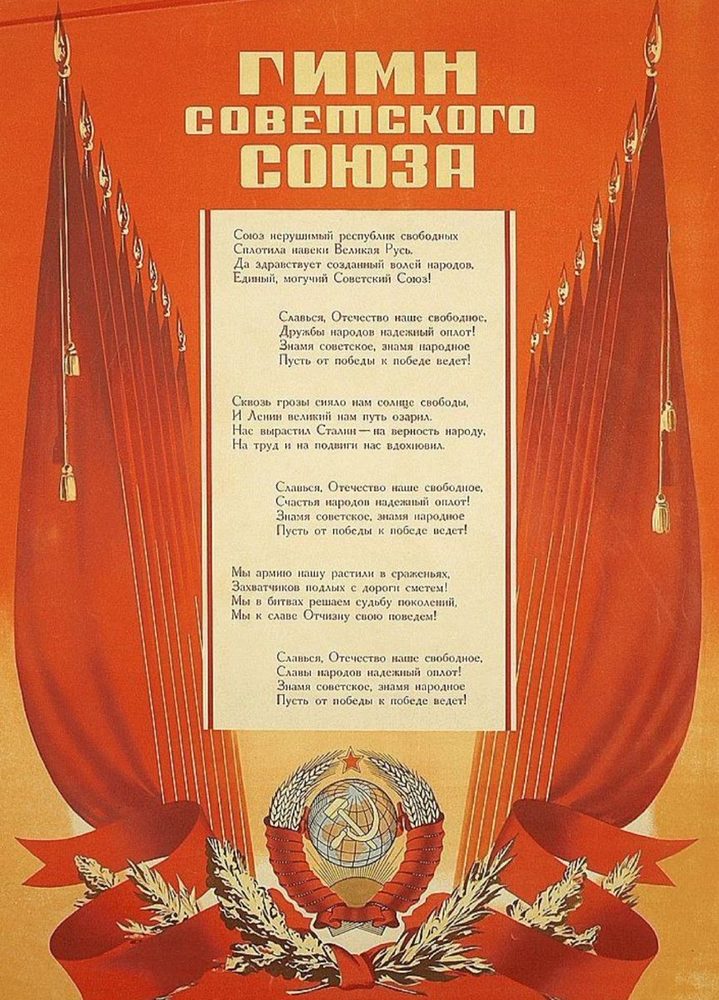 ГИМН
СОВЕТСКОГО
СОЮЗА
Союз нерушимый республик свободных
Сплотила навеки Великая Русь.
Да здравствует созданный волей народов,
Единый, могучий Советский Союз!
Славься, Отечество наше свободное,
Дружбы народов надежный оплот!
Знамя советское, знамя народное
Пусть от победы к победе ведет!
Сквозь грозы сияло нам солнце свободы,
И Ленин великий нам путь озарил.
Нас вырастил Сталин — на верность народу,
На труд и на подвиги нас вдохновил.
Славься, Отечество наше свободное,
Счастья народов надежный оплот!
Знамя советское, знамя народное
Пусть от победы к победе ведет!
Мы армию нашу растили в сраженьях,
Захватчиков подлых с дороги сметем!
Мы в битвах решаем судьбу поколений,
Мы к славе Отчизну свою поведем!
Славься, Отечество наше свободное,
Славы народов надежный оплот!
Знамя советское, знамя народное
Пусть от победы к победе ведет!